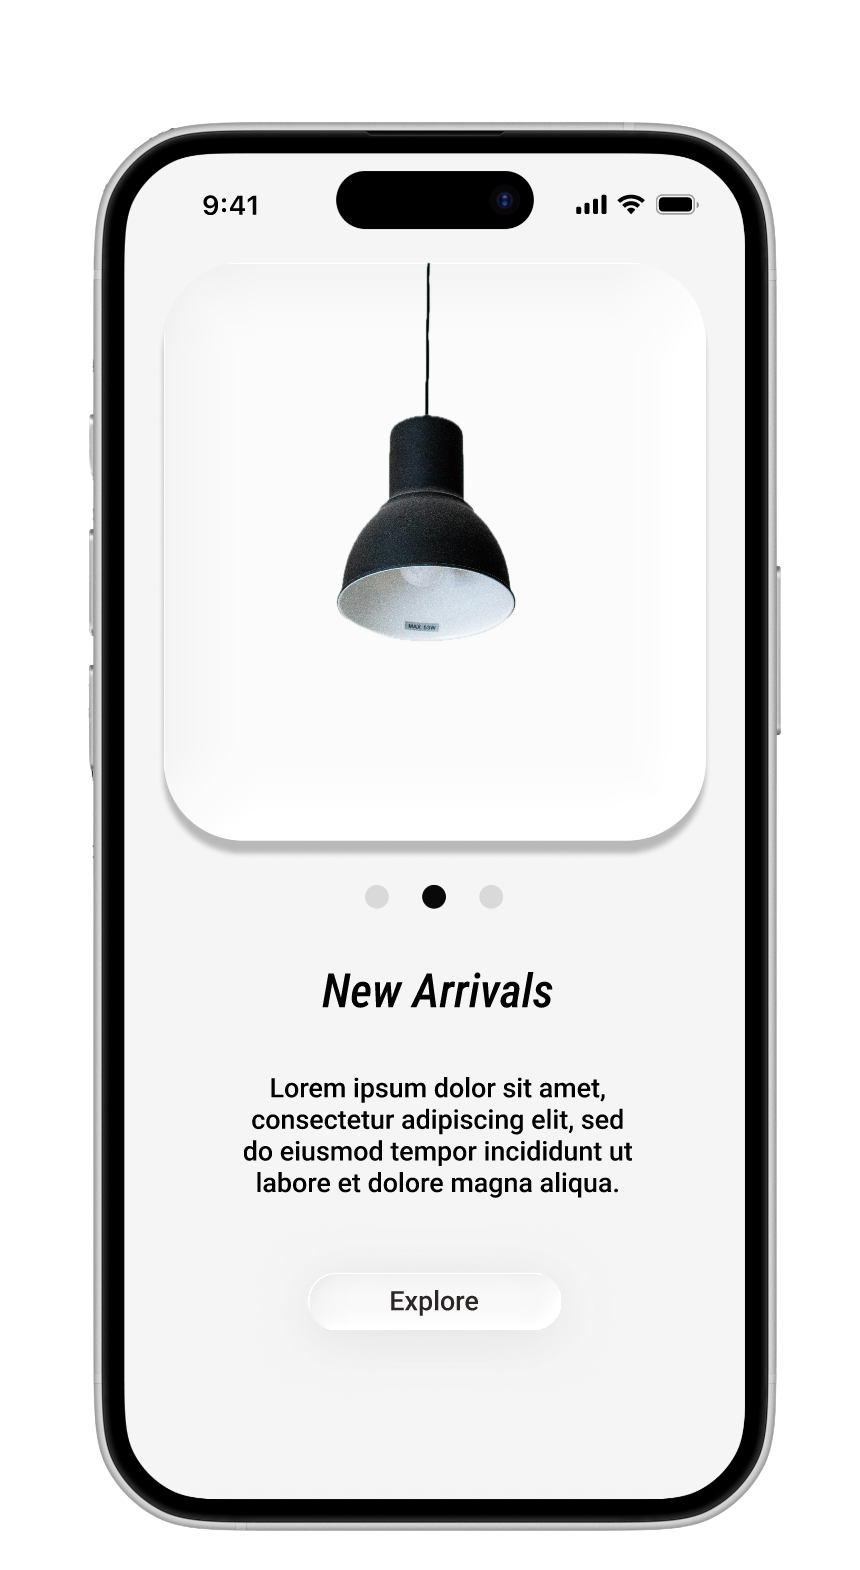 9:41
MAX 53W
New Arrivals
Lorem ipsum dolor sit amet,
consectetur adipiscing elit, sed
do eiusmod tempor incididunt ut
labore et dolore magna aliqua.
Explore